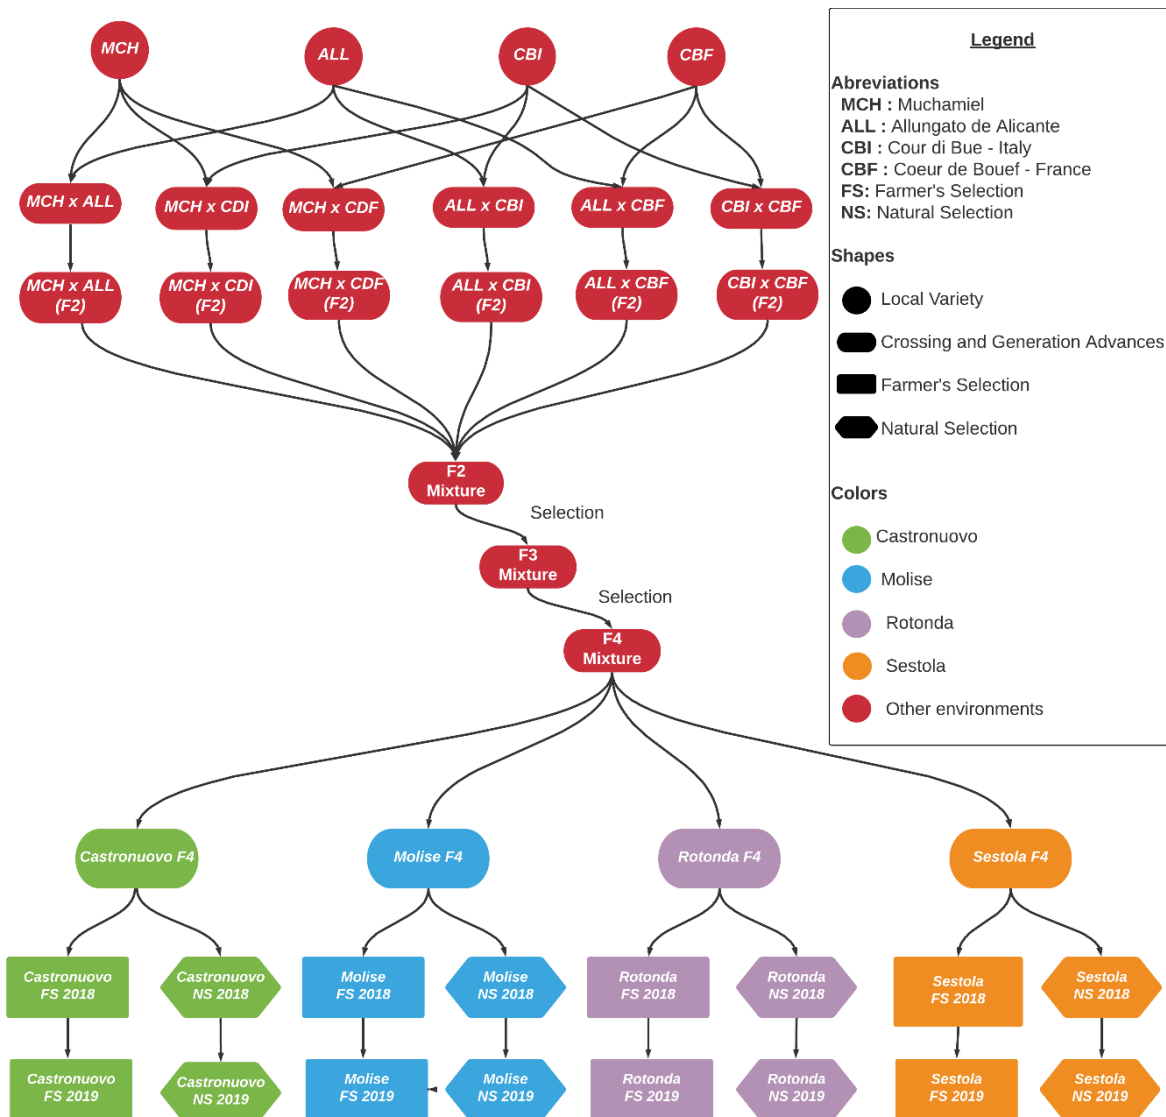 MCH
ALL
CBI
CBF
MCH x ALL
MCH x CDI
MCH x CDF
ALL x CBI
ALL x CBF
CBI x CBF
MCH x ALL
(F2)
MCH x CDI
(F2)
MCH x CDF
(F2)
ALL x CBI
(F2)
ALL x CBF
(F2)
CBI x CBF
(F2)
F2
Mixture
Selection
F3
Mixture
Selection
F4
Mixture
Castronuovo F4
Molise F4
Rotonda F4
Sestola F4
Castronuovo
FS 2018
Castronuovo
NS 2018
Molise
FS 2018
Molise
NS 2018
Rotonda
FS 2018
Rotonda
NS 2018
Sestola
FS 2018
Sestola
NS 2018
Castronuovo
FS 2019
Castronuovo
NS 2019
Molise
FS 2019
Molise
NS 2019
Rotonda
FS 2019
Rotonda
NS 2019
Sestola
FS 2019
Sestola
NS 2019
Legend
Abreviations
MCH : Muchamiel
ALL : Allungato de Alicante
CBI : Cour di Bue - Italy
CBF : Coeur de Bouef - France
FS: Farmer's Selection
NS: Natural Selection
Shapes
Local Variety
Crossing and Generation Advances
Farmer's Selection
Natural Selection
Colors
Castronuovo
Molise
Rotonda
Sestola
Other environments